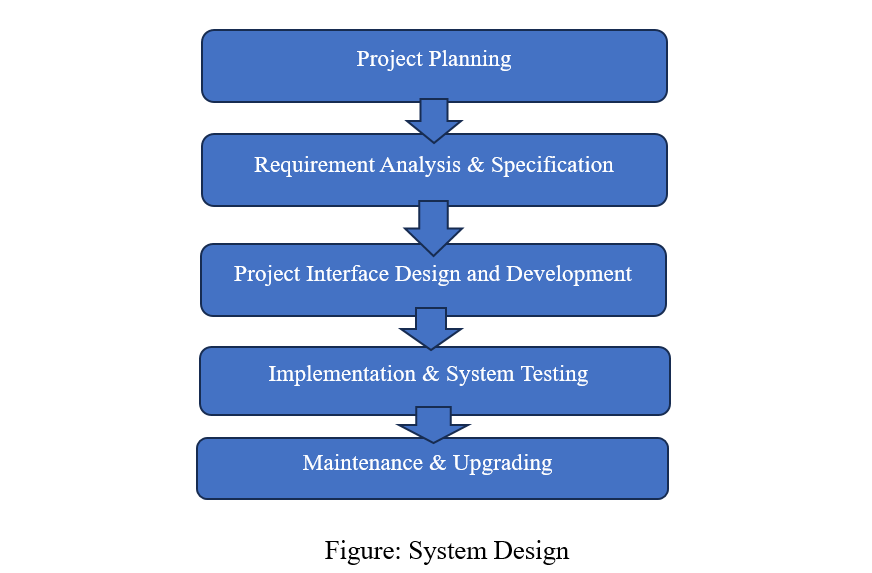 Project Planning
Requirement Analysis & Specification
Project Interface Design and Development
Implementation & System Testing
Maintenance & Upgrading
Figure: System Design